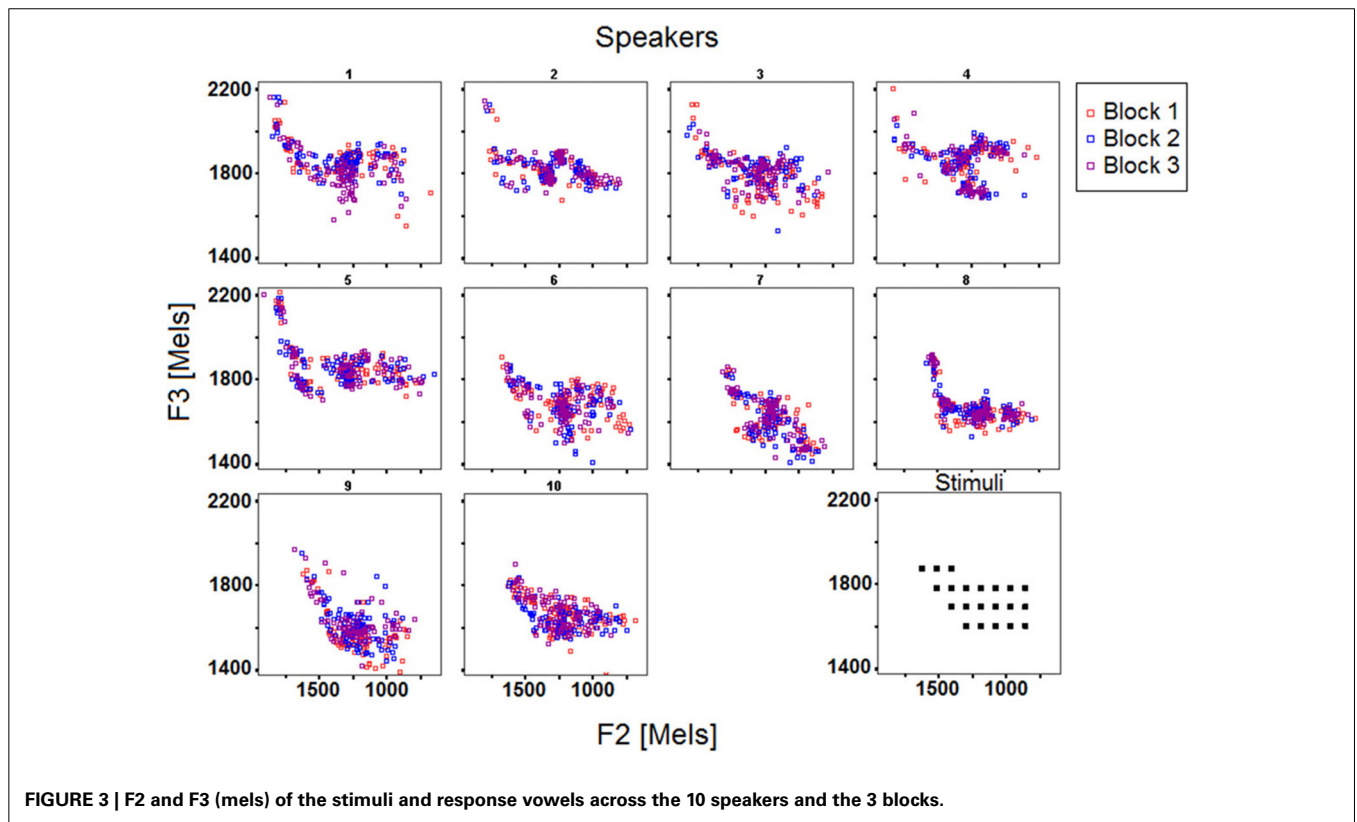 Speakers
1 2 3 4
2200
1800
1400
Block 1
Block 2
Block 3
5 6 7 8
2200
1800
1400
F3 [Mels]
9 10 Stimuli
2200 2200
1800 1800
1400 1400
1500 1000 1500 1000 1500 1000
F2 [Mels]
FIGURE 3 | F2 and F3 (mels) of the stimuli and response vowels across the 10 speakers and the 3 blocks.